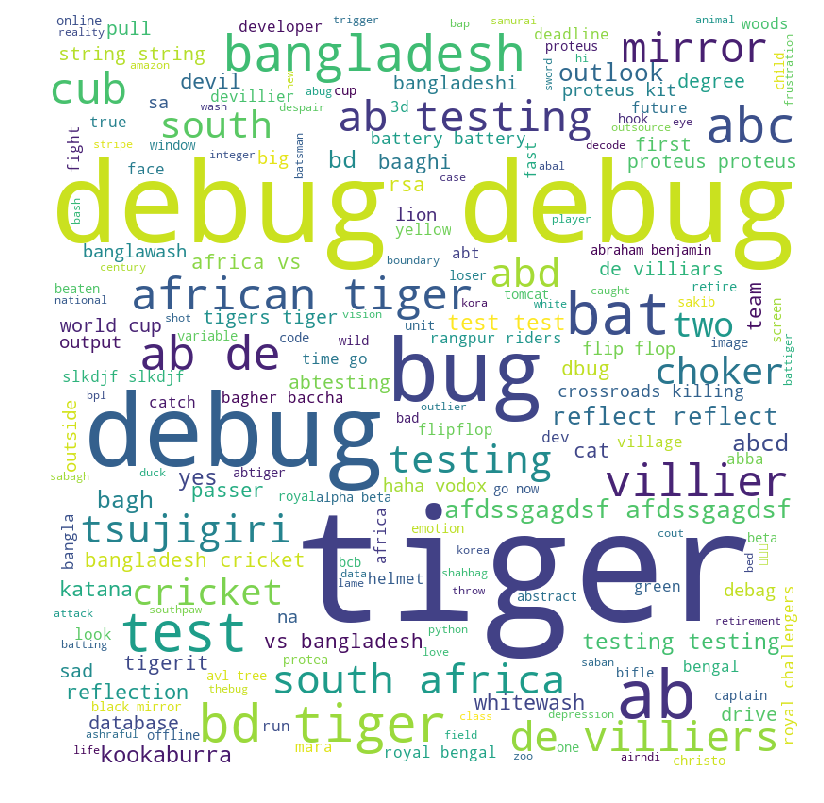 online
reality
pull
developer
trigger
bap
samurai
animal
woods
string string
amazon
bangladesh
deadline
proteus
mirror
hi
child
frustration
cub
devil
devillier
sa
new
abug
cup
bangladeshi
sword
outlook
proteus kit
degree
true
wash
despair
3d
ab testing
future
abc
fight
stripe
window
south
battery battery
hook
outsource
eye
first
face
integer
big
batsman
bd
baaghi
fast
abal
decode
proteus proteus
debug
debug
rsa
case
bash
lion
yellow
player
banglawash
century
africa vs
boundary
abt
loser
abraham benjamin
de villiars
abd
beaten
national
african tiger
tomcat
caught
retire
sakib
bat
team
screen
world cup
shot
tigers tiger
vision
kora
white
unit
test test
two
output
variable
code
wild
time go
rangpur riders
flip flop
image
battiger
ab de
bug
choker
slkdjf slkdjf
abtesting
dbug
debug
ppl
catch
bagher baccha
bad
outlier
crossroads killing
reflect reflect
outside
flipflop
dev
cat
village
abcd
testing
abba
sabagh
duck
yes
abtiger
haha vodox
go now
villier
bagh
passer
royal
alpha beta
afdssgagdsf afdssgagdsf
bangla
tsujigiri
africa
tiger
emotion
cout
beta
bangladesh cricket
bcb
data
lame
korea
bed
katana
cricket
helmet
shahbag
throw
abstract
green
debag
attack
southpaw
na
retirement
batting
look
test
vs bangladesh
python
love
testing testing
royal challengers
sad
tigerit
protea
saban
bifle
bengal
reflection
avl tree
thebug
south africa
whitewash
ab
captain
black mirror
database
bd tiger
run
class
depression
drive
ashraful
offline
field
de villiers
one
life
kookaburra
mara
royal bengal
zoo
airndi
christo